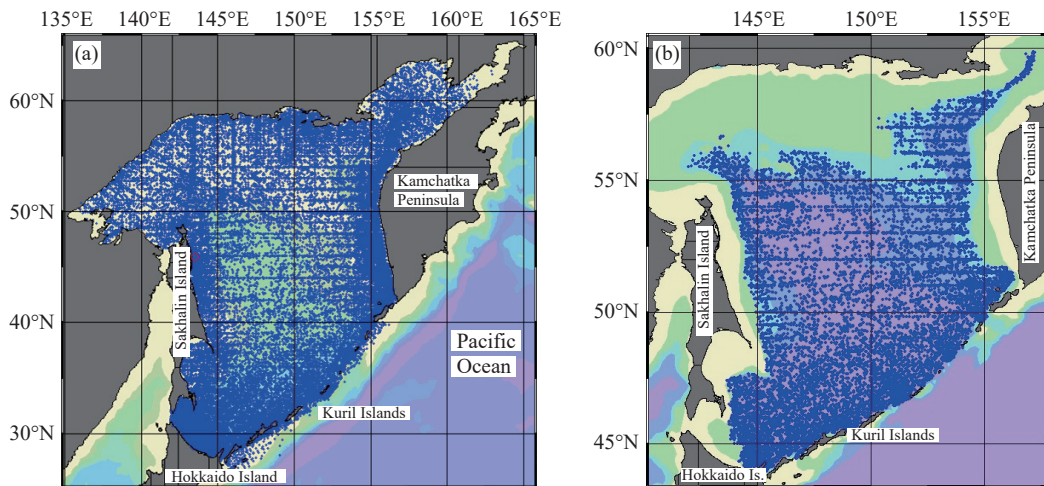 135°E 140°E 145°E 150°E 155°E 160°E 165°E
(a)
60°N
50°N
40°N
30°N
Kamchatka
Peninsula
Sakhalin Island
Pacific
Ocean
Kuril Islands
Hokkaido Island
145°E 150°E 155°E
(b)
60°N
55°N
50°N
45°N
Kamchatka Peninsula
Sakhalin Island
Kuril Islands
Hokkaido Is.